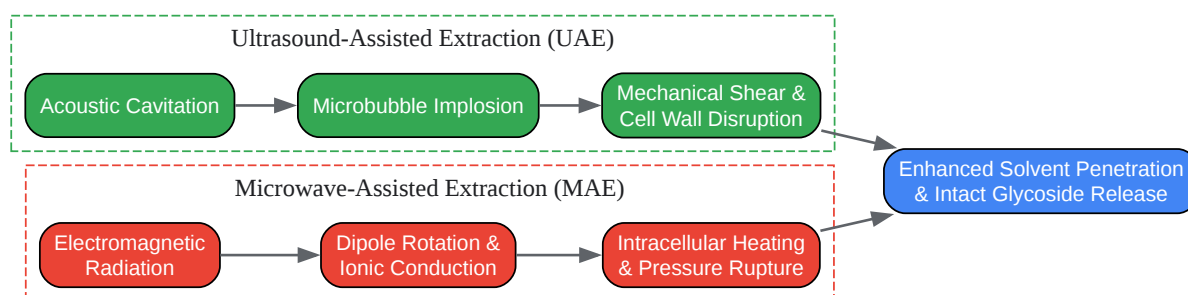 Ultrasound-Assisted Extraction (UAE)
Acoustic Cavitation
Microbubble Implosion
Mechanical Shear &
Cell Wall Disruption
Enhanced Solvent Penetration
& Intact Glycoside Release
Microwave-Assisted Extraction (MAE)
Electromagnetic
Radiation
Dipole Rotation &
Ionic Conduction
Intracellular Heating
& Pressure Rupture